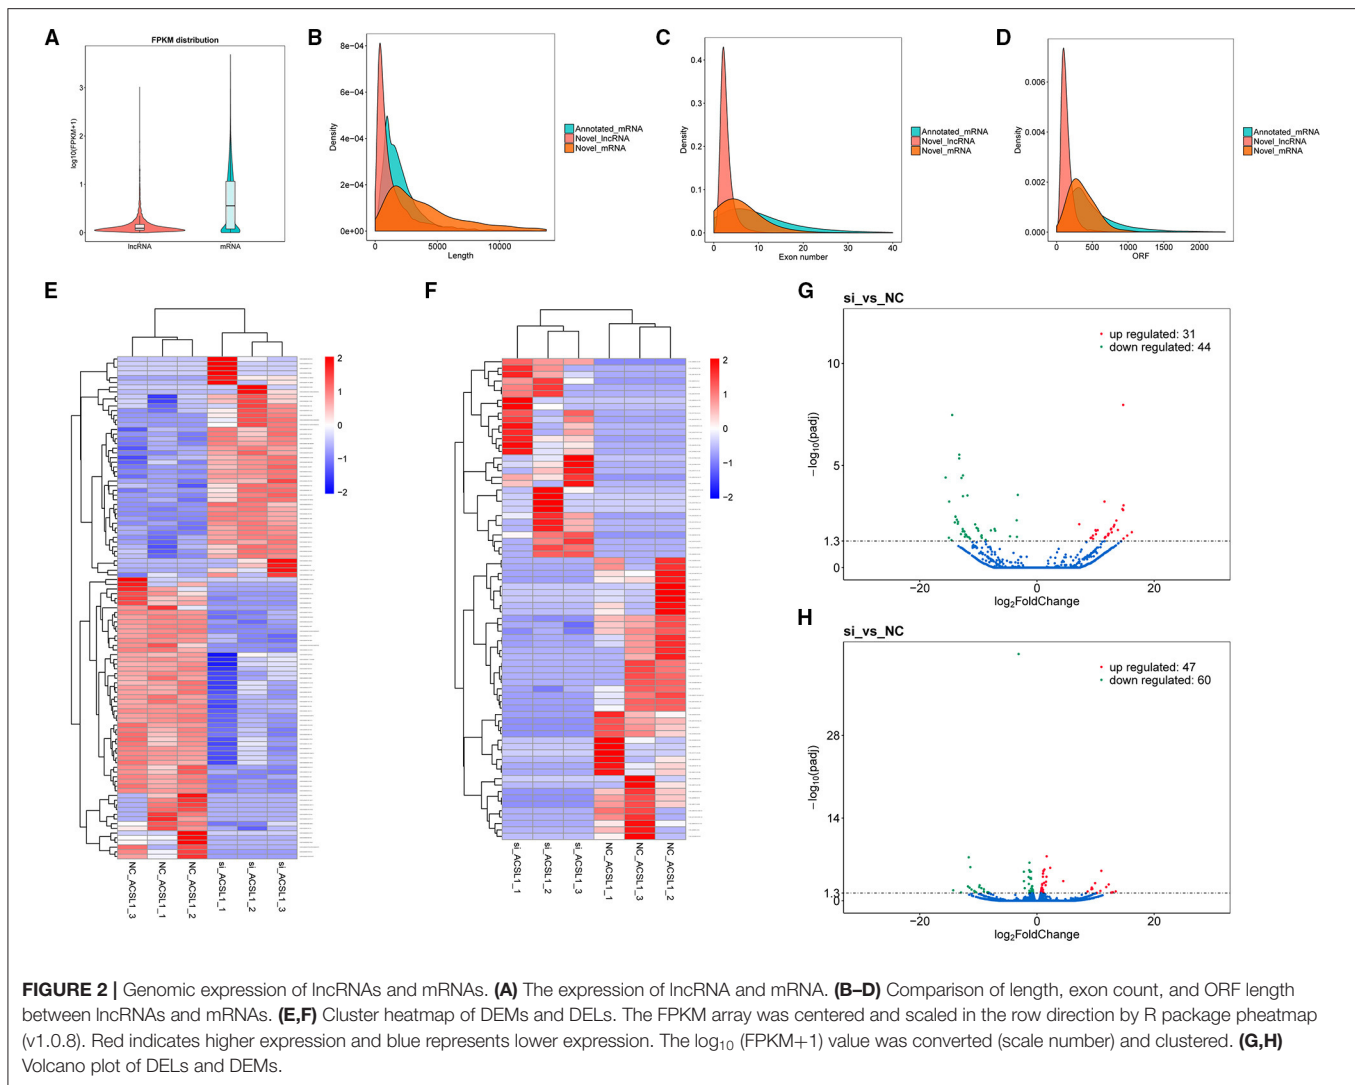 A
FPKM distribution
log10(FPKM+1)
3
2
1
0
lncRNA
mRNA
B
8e−04
6e−04
4e−04
2e−04
0e+00
Density
0
5000
10000
Length
Annotated_mRNA
Novel_lncRNA
Novel_mRNA
C
0.4
0.3
0.2
0.1
0.0
Density
0
10
20
30
40
Exon number
Annotated_mRNA
Novel_lncRNA
Novel_mRNA
D
0.006
0.004
0.002
0.000
Density
0
500
1000
1500
2000
ORF
Annotated_mRNA
Novel_lncRNA
Novel_mRNA
E
2
1
0
−1
−2
NC_ACSL1_3
NC_ACSL1_1
NC_ACSL1_2
si_ACSL1_1
si_ACSL1_2
si_ACSL1_3
F
2
1
0
−1
−2
si_ACSL1_1
si_ACSL1_2
si_ACSL1_3
NC_ACSL1_1
NC_ACSL1_3
NC_ACSL1_2
G
si_vs_NC
up regulated: 31
down regulated: 44
−log10(padj)
10
5
1.3
0
−20
0
20
log2FoldChange
H
si_vs_NC
up regulated: 47
down regulated: 60
−log10(padj)
28
14
1.3
0
−20
0
20
log2FoldChange
FIGURE 2 | Genomic expression of lncRNAs and mRNAs. (A) The expression of lncRNA and mRNA. (B–D) Comparison of length, exon count, and ORF length
between lncRNAs and mRNAs. (E,F) Cluster heatmap of DEMs and DELs. The FPKM array was centered and scaled in the row direction by R package pheatmap
(v1.0.8). Red indicates higher expression and blue represents lower expression. The log10 (FPKM+1) value was converted (scale number) and clustered. (G,H)
Volcano plot of DELs and DEMs.